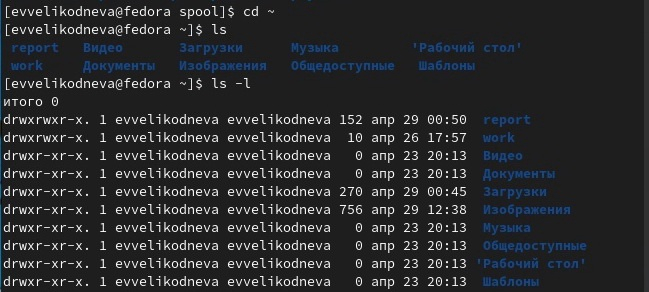 [evvelikodneva@fedora spool]$ cd ~
[evvelikodneva@fedora ~]$ ls
report Видео Загрузки Музыка 'Рабочий стол'
work Документы Изображения Общедоступные Шаблоны
[evvelikodneva@fedora ~]$ ls -l
итого 0
drwxrwxr-x. 1 evvelikodneva evvelikodneva 152 апр 29 00:50 report
drwxrwxr-x. 1 evvelikodneva evvelikodneva 10 апр 26 17:57 work
drwxr-xr-x. 1 evvelikodneva evvelikodneva 0 апр 23 20:13 Видео
drwxr-xr-x. 1 evvelikodneva evvelikodneva 0 апр 23 20:13 Документы
drwxr-xr-x. 1 evvelikodneva evvelikodneva 270 апр 29 00:45 Загрузки
drwxr-xr-x. 1 evvelikodneva evvelikodneva 756 апр 29 12:38 Изображения
drwxr-xr-x. 1 evvelikodneva evvelikodneva 0 апр 23 20:13 Музыка
drwxr-xr-x. 1 evvelikodneva evvelikodneva 0 апр 23 20:13 Общедоступные
drwxr-xr-x. 1 evvelikodneva evvelikodneva 0 апр 23 20:13 'Рабочий стол'
drwxr-xr-x. 1 evvelikodneva evvelikodneva 0 апр 23 20:13 Шаблоны